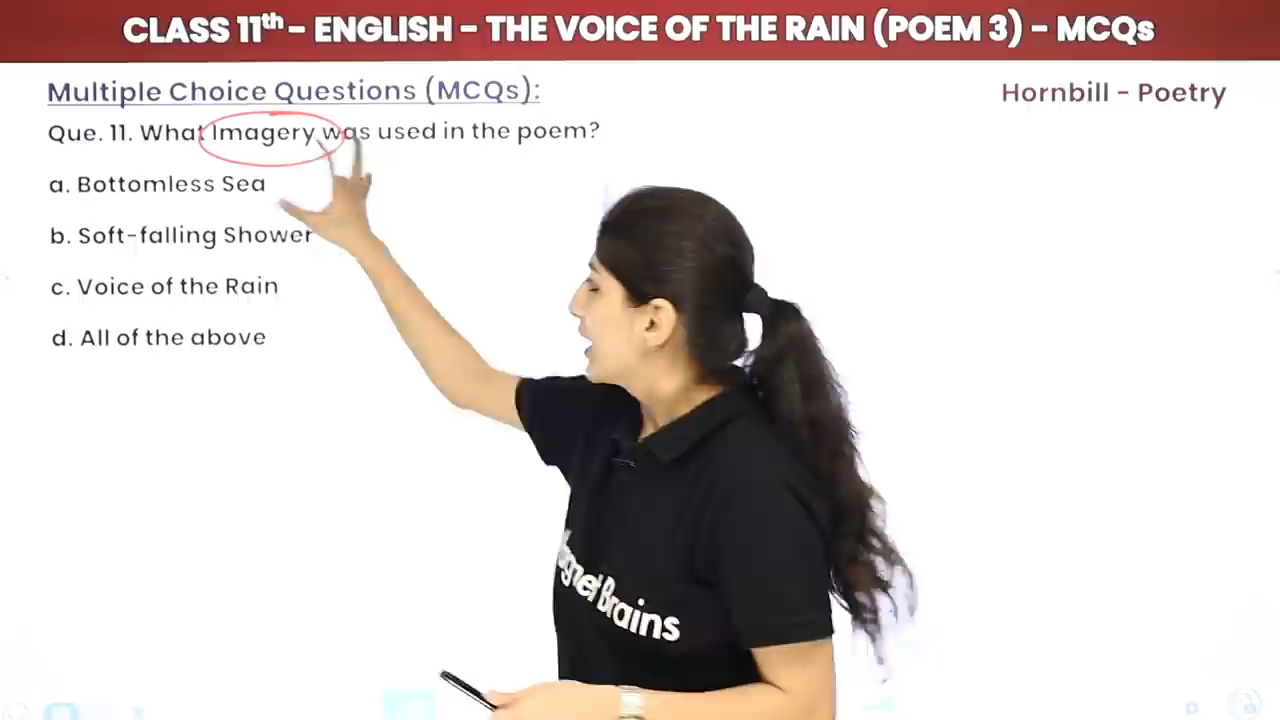 CLASS 11th - ENGLISH - THE VOICE OF THE RAIN (POEM 3) - MCQs
Multiple Choice Questions (MCQs):
Hornbill - Poetry
Que. 11. What Imagery was used in the poem?
a. Bottomless Sea
b. Soft-falling Shower
c. Voice of the Rain
d. All of the above
Brains